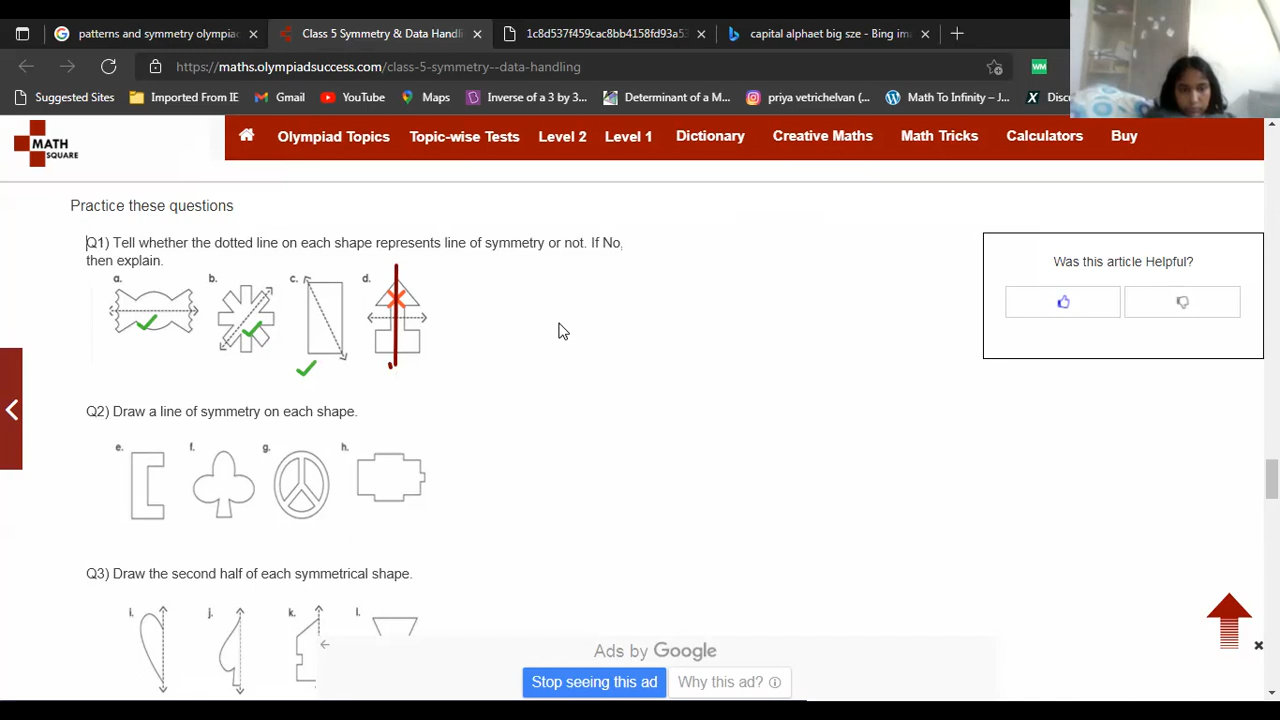 patterns and symmetry olympiad
Class 5 Symmetry & Data Handli
1c8d537f459cac8bb4158fd93a53
capital alphaet big sze - Bing ima
https://maths.olympiadsuccess.com/class-5-symmetry--data-handling
WM
Suggested Sites
Imported From IE
Gmail
YouTube
Maps
Inverse of a 3 by 3...
Determinant of a M...
priya vetrichelvan (...
Math To Infinity – J...
X
Disc
MATH
SQUARE
Olympiad Topics
Topic-wise Tests
Level 2
Level 1
Dictionary
Creative Maths
Math Tricks
Calculators
Buy
Practice these questions
Q1) Tell whether the dotted line on each shape represents line of symmetry or not. If No,
then explain.
a. b. c. d.
Was this article Helpful?
Q2) Draw a line of symmetry on each shape.
e. f. g. h.
Q3) Draw the second half of each symmetrical shape.
i. j. k. l.
Ads by Google
Stop seeing this ad
Why this ad?